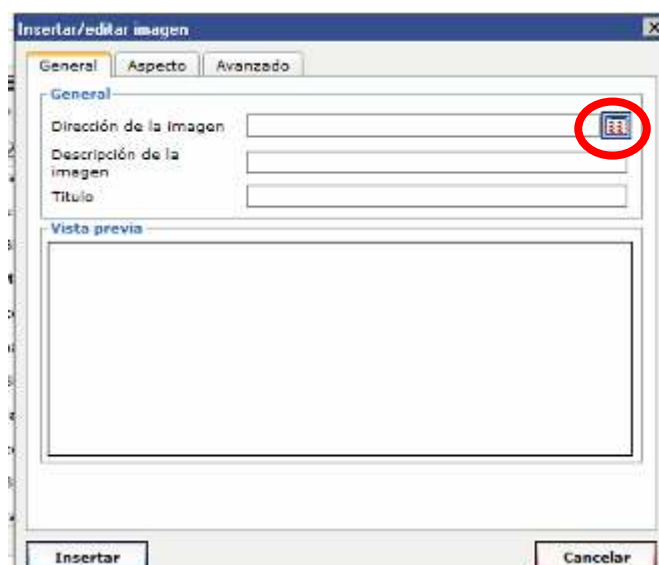 Insertar/editar imagen
General Aspecto Avanzado
General
Dirección de la imagen
Descripción de la
imagen
Título
Vista previa
Insertar Cancelar